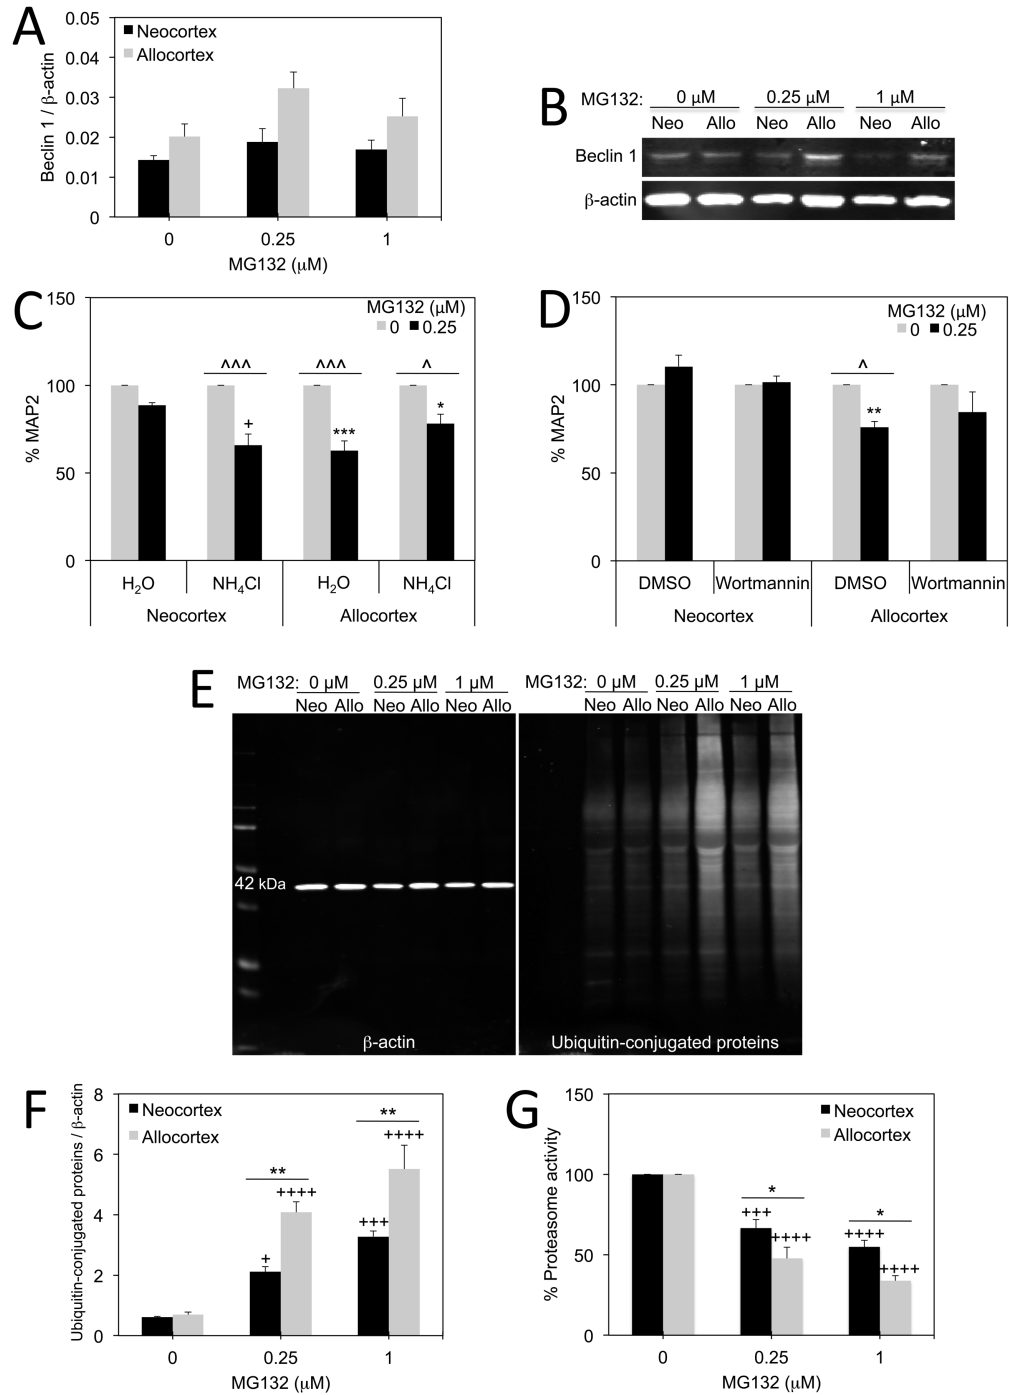 A
Beclin 1 / β-actin
0.05
0.04
0.03
0.02
0.01
0
Neocortex
Allocortex
0 0.25 1
MG132 (μM)
B
MG132: 0 μM 0.25 μM 1 μM
Neo Allo Neo Allo Neo Allo
Beclin 1
β-actin
C
% MAP2
150
100
50
0
MG132 (μM)
0 0.25
^^^ ^^^ ^
+ *** *
H₂O NH₄Cl H₂O NH₄Cl
Neocortex Allocortex
D
% MAP2
150
100
50
0
MG132 (μM)
0 0.25
^
**
DMSO Wortmannin DMSO Wortmannin
Neocortex Allocortex
E
MG132: 0 μM 0.25 μM 1 μM
Neo Allo Neo Allo Neo Allo
42 kDa
β-actin
MG132: 0 μM 0.25 μM 1 μM
Neo Allo Neo Allo Neo Allo
Ubiquitin-conjugated proteins
F
Ubiquitin-conjugated proteins / β-actin
8
6
4
2
0
Neocortex
Allocortex
**
++++
+
**
++++
+++
0 0.25 1
MG132 (μM)
G
% Proteasome activity
150
100
50
0
Neocortex
Allocortex
*
+++
++++
*
++++
++++
0 0.25 1
MG132 (μM)